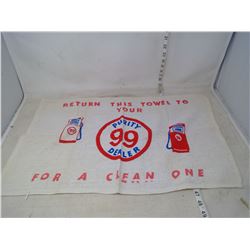 RETURN THIS TOWEL TO
YOUR
PURITY
99
DEALER
FOR A CLEAN ONE